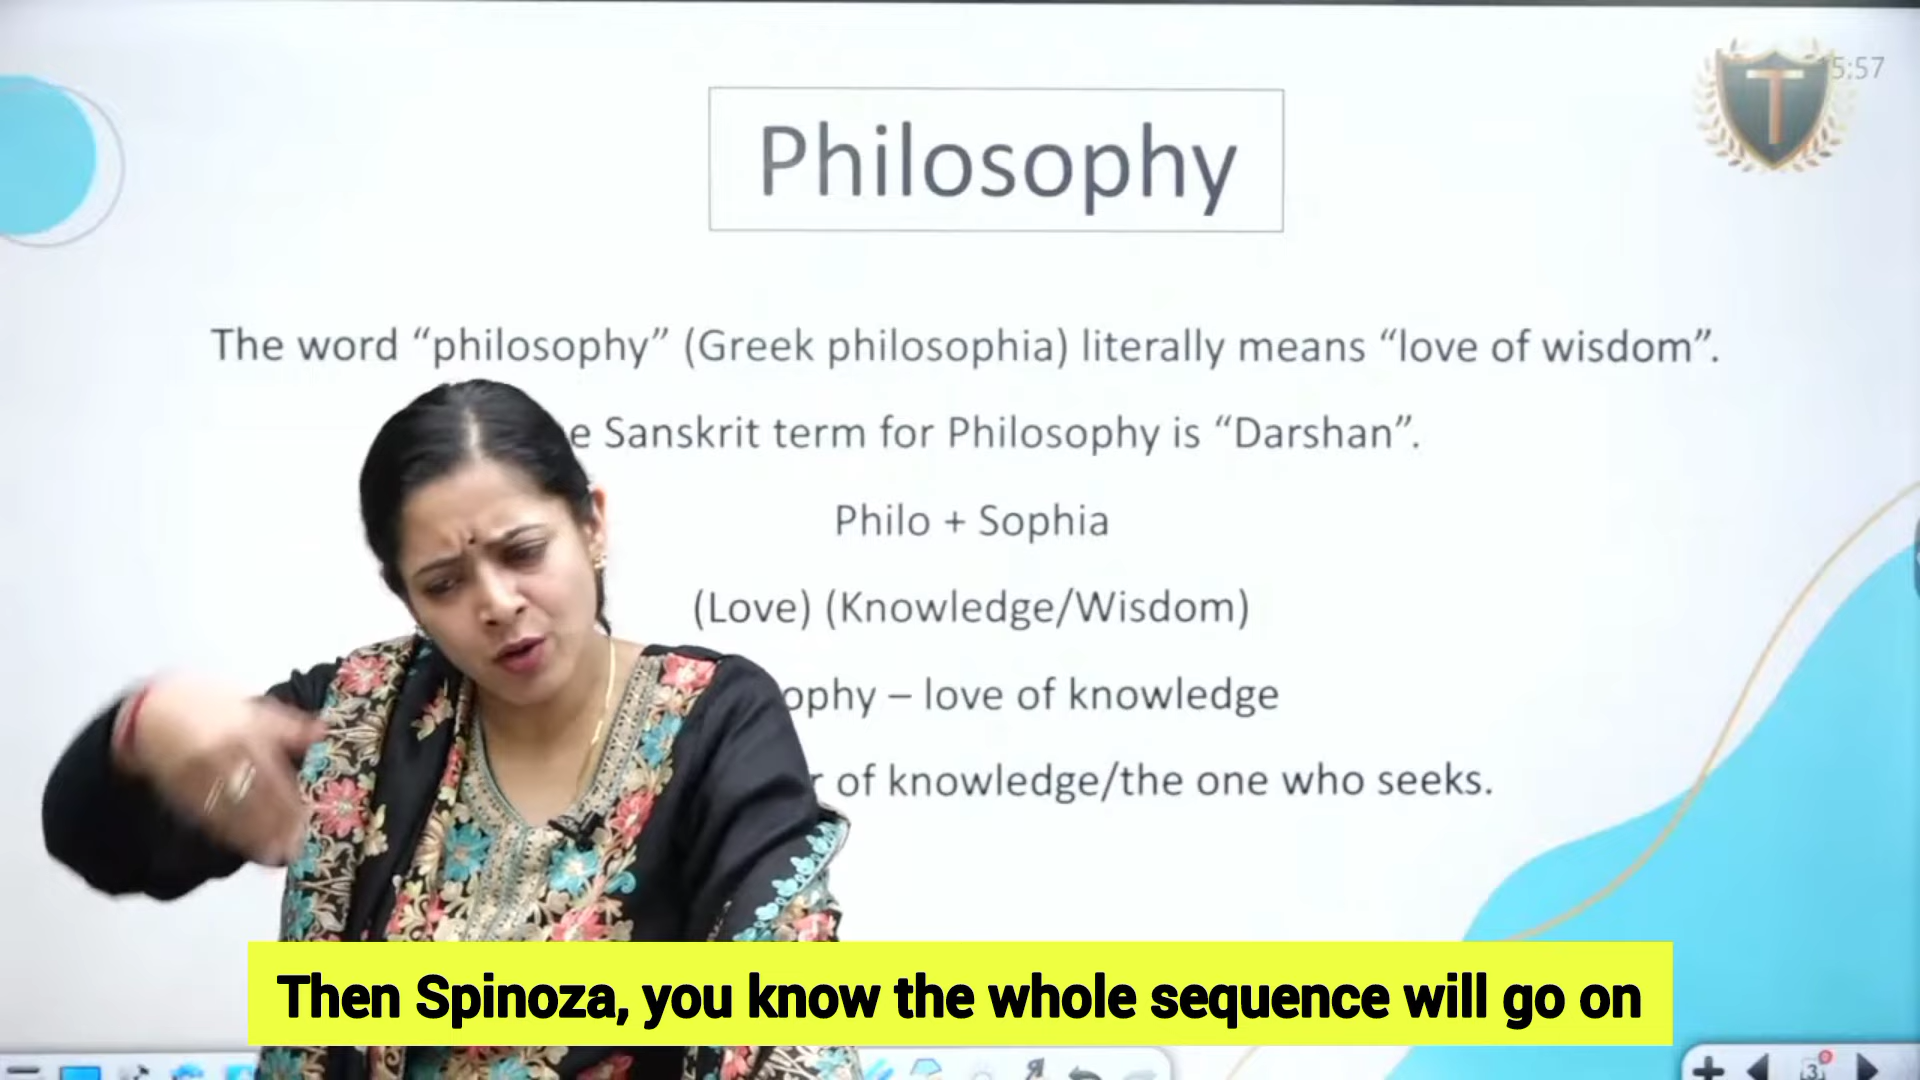 5:57
T
Philosophy
The word “philosophy” (Greek philosophia) literally means “love of wisdom”.
Sanskrit term for Philosophy is “Darshan”.
Philo + Sophia
(Love) (Knowledge/Wisdom)
– love of knowledge
of knowledge/the one who seeks.
Then Spinoza, you know the whole sequence will go on
3